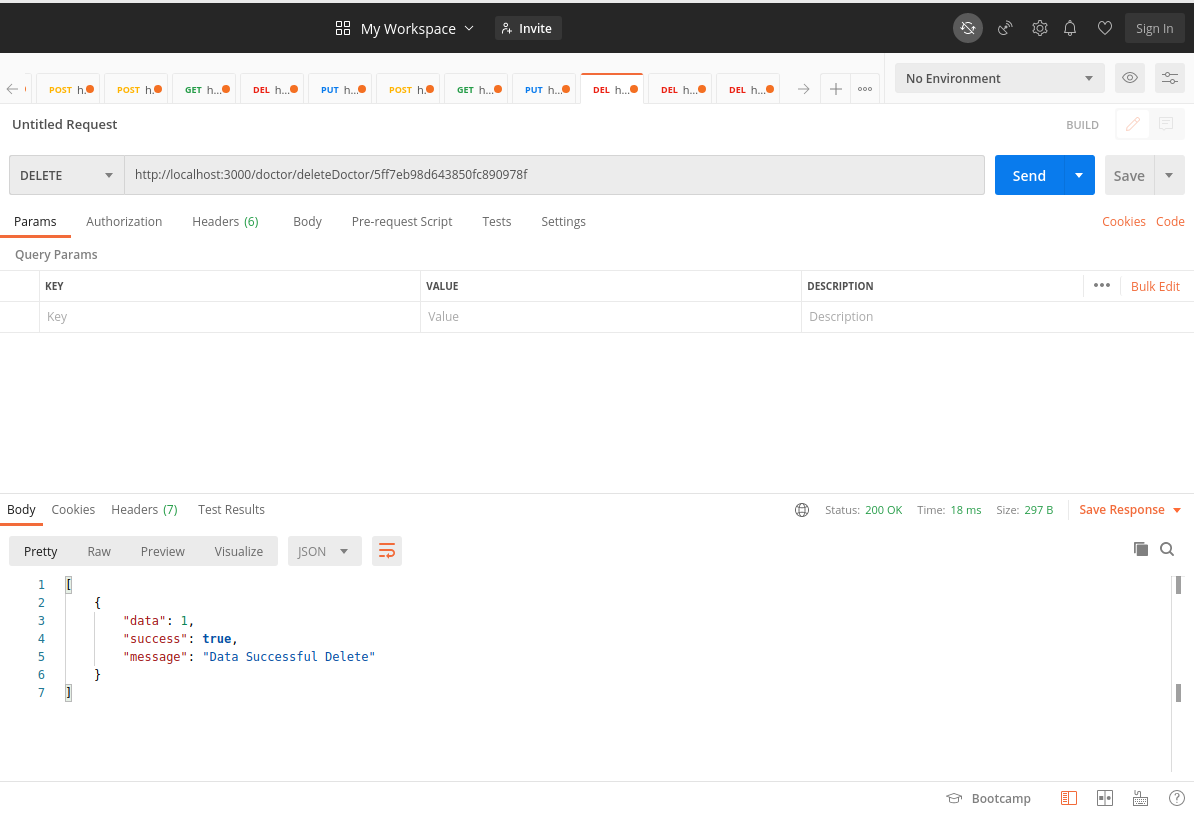 My Workspace Invite Sign In
POST h. POST h. GET h... DEL h... PUT h... POST h. GET h... PUT h... DEL h... DEL h... DEL h... No Environment
Untitled Request BUILD
DELETE http://localhost:3000/doctor/deleteDoctor/5ff7eb98d643850fc890978f Send Save
Params Authorization Headers (6) Body Pre-request Script Tests Settings Cookies Code
Query Params
KEY VALUE DESCRIPTION ••• Bulk Edit
Key Value Description
Body Cookies Headers (7) Test Results Status: 200 OK Time: 18 ms Size: 297 B Save Response
Pretty Raw Preview Visualize JSON
1 [
2 {
3 "data": 1,
4 "success": true,
5 "message": "Data Successful Delete"
6 }
7 ]
Bootcamp ?